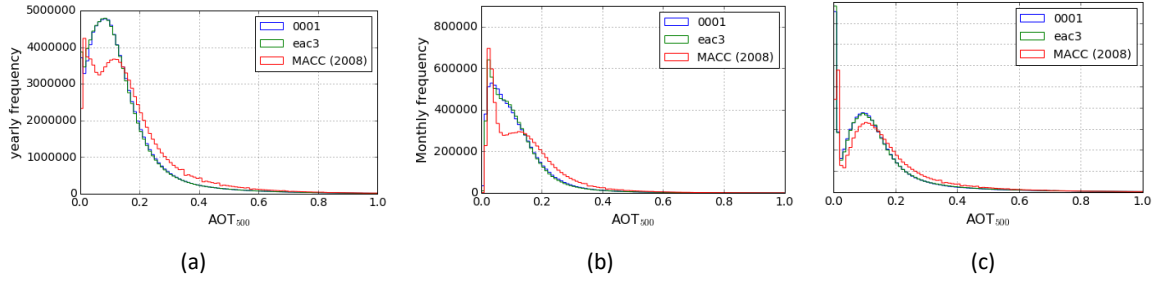 yearly frequency
5000000
4000000
3000000
2000000
1000000
0
0.0 0.2 0.4 0.6 0.8 1.0
AOT500
0001
eac3
MACC (2008)
(a)
Monthly frequency
800000
600000
400000
200000
0
0.0 0.2 0.4 0.6 0.8 1.0
AOT500
0001
eac3
MACC (2008)
(b)
0.0 0.2 0.4 0.6 0.8 1.0
AOT500
0001
eac3
MACC (2008)
(c)